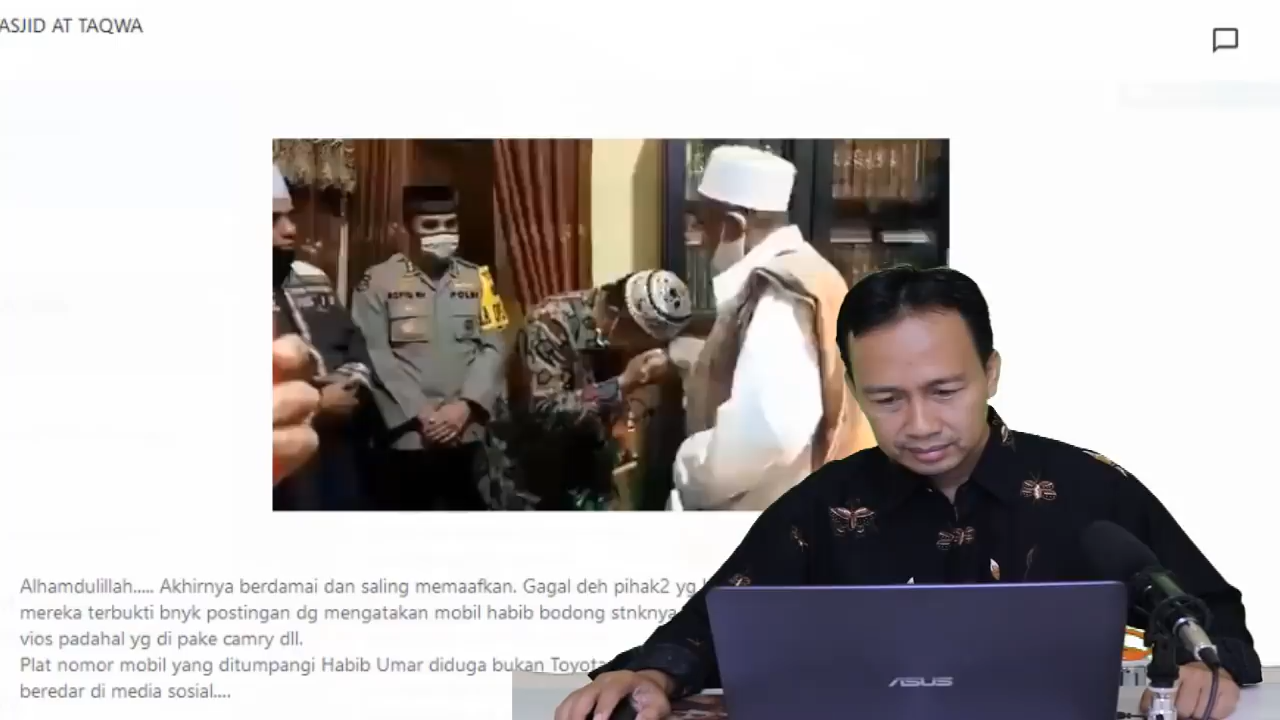 ASJID AT TAQWA
POLRI
Alhamdulillah..... Akhirnya berdamai dan saling memaafkan. Gagal deh pihak2 yg
mereka terbukti bnyk postingan dg mengatakan mobil habib bodong stnknya
vios padahal yg di pake camry dll.
Plat nomor mobil yang ditumpangi Habib Umar diduga bukan Toyota
beredar di media sosial....
ASUS